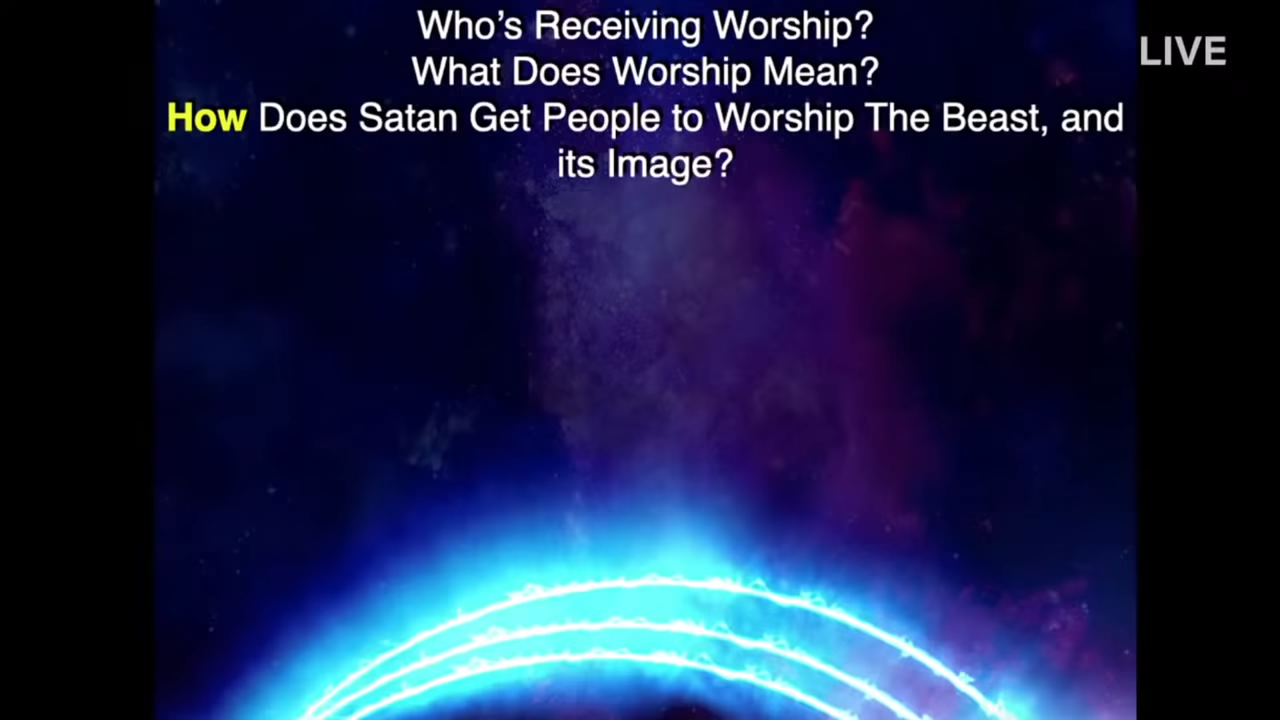 Who’s Receiving Worship?
What Does Worship Mean?
How Does Satan Get People to Worship The Beast, and
its Image?
LIVE